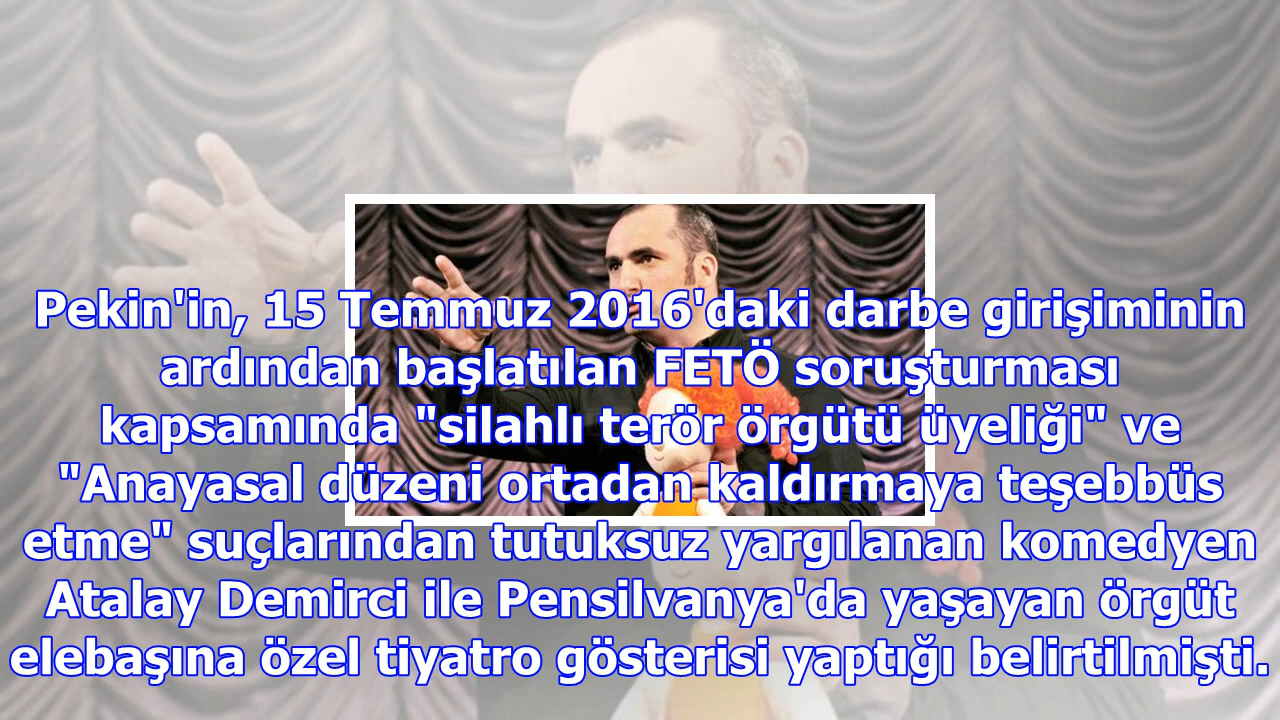 Pekin'in, 15 Temmuz 2016'daki darbe girişiminin
ardından başlatılan FETÖ soruşturması
kapsamında "silahlı terör örgütü üyeliği" ve
"Anayasal düzeni ortadan kaldırmaya teşebbüs
etme" suçlarından tutuksuz yargılanan komedyen
Atalay Demirci ile Pensilvanya'da yaşayan örgüt
elebaşına özel tiyatro gösterisi yaptığı belirtilmişti.